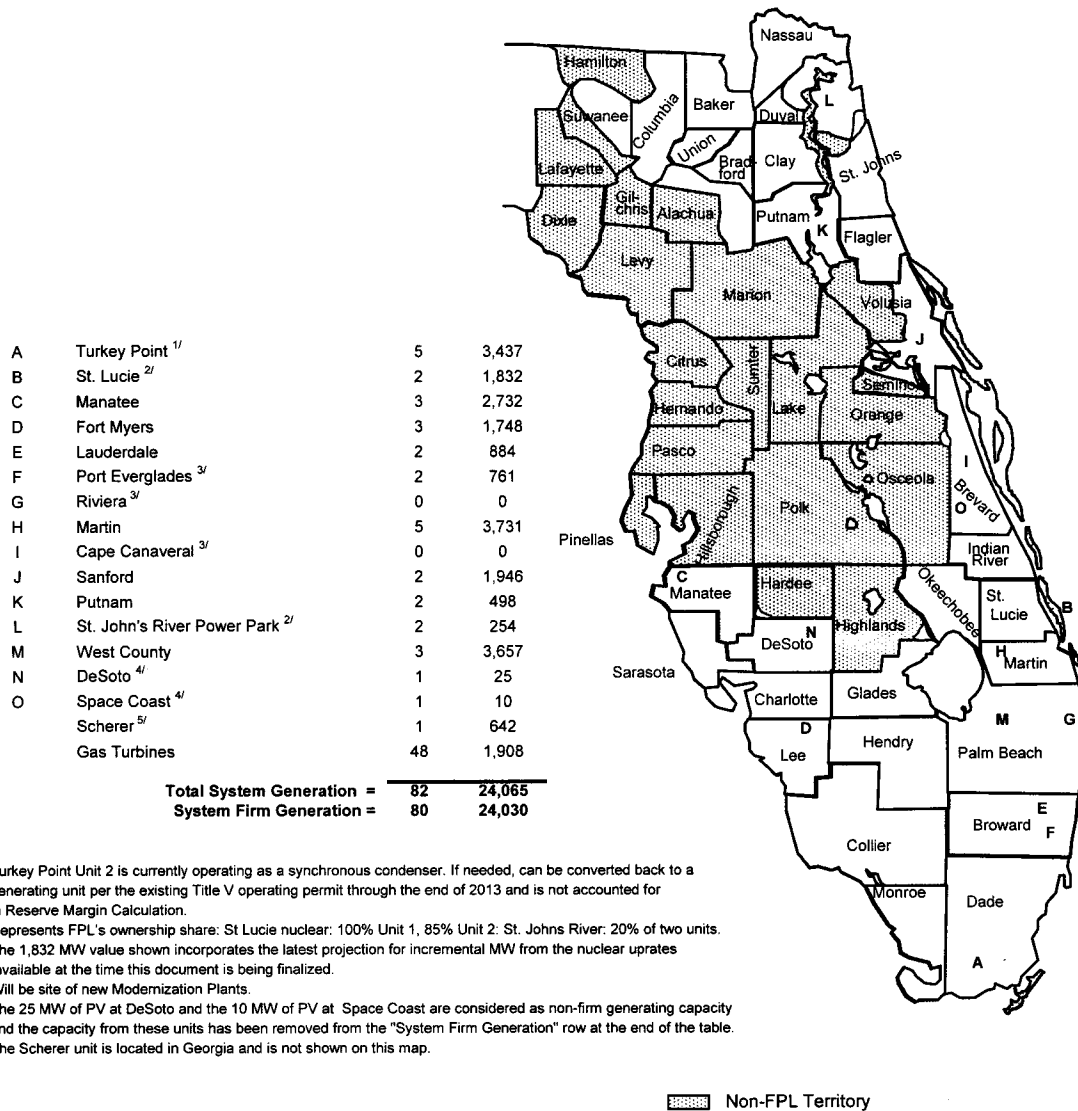 A Turkey Point 1/ 5 3,437
B St. Lucie 2/ 2 1,832
C Manatee 3 2,732
D Fort Myers 3 1,748
E Lauderdale 2 884
F Port Everglades 3/ 2 761
G Riviera 3/ 0 0
H Martin 5 3,731
I Cape Canaveral 3/ 0 0
J Sanford 2 1,946
K Putnam 2 498
L St. John's River Power Park 2/ 2 254
M West County 3 3,657
N DeSoto 4/ 1 25
O Space Coast 4/ 1 10
Scherer 5/ 1 642
Gas Turbines 48 1,908
Total System Generation = 82 24,065
System Firm Generation = 80 24,030
urkey Point Unit 2 is currently operating as a synchronous condenser. If needed, can be converted back to a
enerating unit per the existing Title V operating permit through the end of 2013 and is not accounted for
Reserve Margin Calculation.
epresents FPL's ownership share: St Lucie nuclear: 100% Unit 1, 85% Unit 2: St. Johns River: 20% of two units.
he 1,832 MW value shown incorporates the latest projection for incremental MW from the nuclear uprates
vailable at the time this document is being finalized.
Will be site of new Modernization Plants.
he 25 MW of PV at DeSoto and the 10 MW of PV at Space Coast are considered as non-firm generating capacity
nd the capacity from these units has been removed from the "System Firm Generation" row at the end of the table.
he Scherer unit is located in Georgia and is not shown on this map.
Nassau
Hamilton
Baker
Columbia
L
Duval
Suwanee
Union
Brad-
ford
Clay
St. Johns
Lafayette
Gil-
chris
Alachua
Putnam
K
Dixie
Flagler
Levy
Marion
Volusia
J
Citrus
Sumter
Seminol
Hernando
Lake
Orange
Pasco
Osceola
I
Brevard
O
Polk
Hillsborough
Pinellas
Indian
River
C
Manatee
Hardee
Okeechobee
St.
Lucie
B
Highlands
N
DeSoto
H
Martin
Sarasota
Charlotte
Glades
M
G
D
Lee
Hendry
Palm Beach
E
Broward
F
Collier
Monroe
Dade
A
Non-FPL Territory